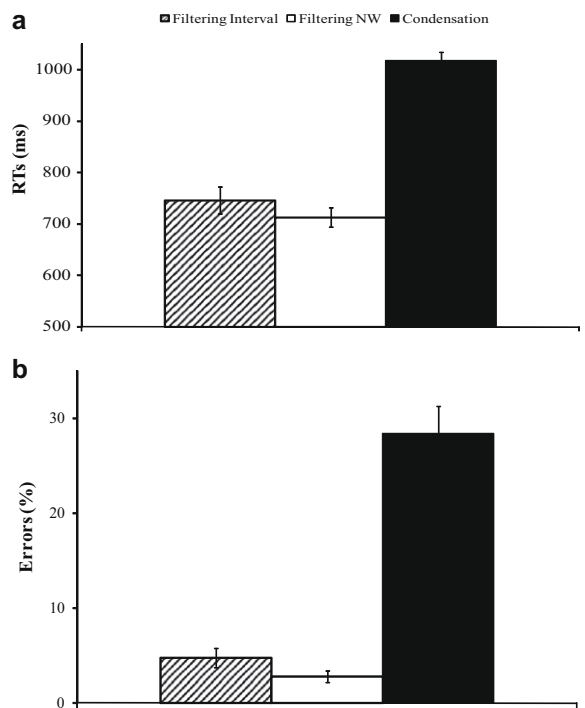 a
Filtering Interval Filtering NW Condensation
1000
900
800
700
600
500
RTs (ms)
b
30
20
10
0
Errors (%)